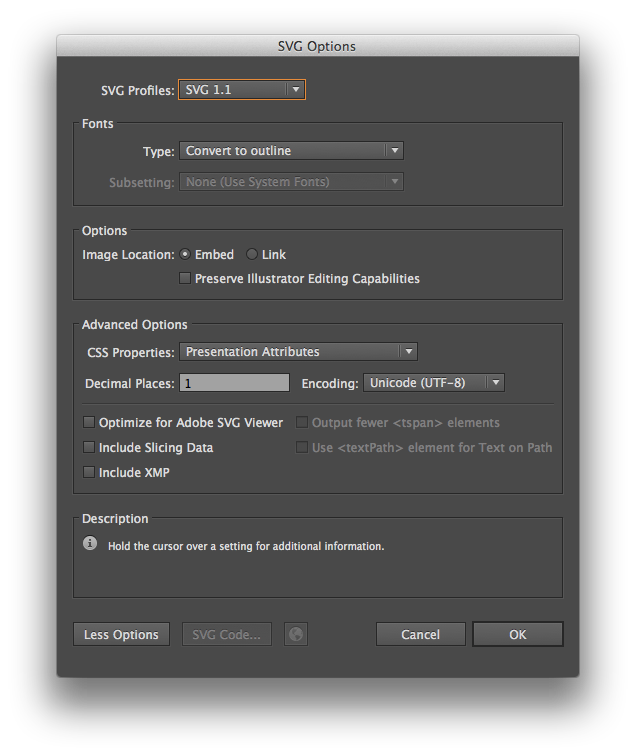 SVG Options
SVG Profiles: SVG 1.1
Fonts
Type: Convert to outline
Subsetting: None (Use System Fonts)
Options
Image Location: Embed Link
Preserve Illustrator Editing Capabilities
Advanced Options
CSS Properties: Presentation Attributes
Decimal Places: 1 Encoding: Unicode (UTF-8)
Optimize for Adobe SVG Viewer Output fewer <tspan> elements
Include Slicing Data Use <textPath> element for Text on Path
Include XMP
Description
Hold the cursor over a setting for additional information.
Less Options SVG Code... Cancel OK